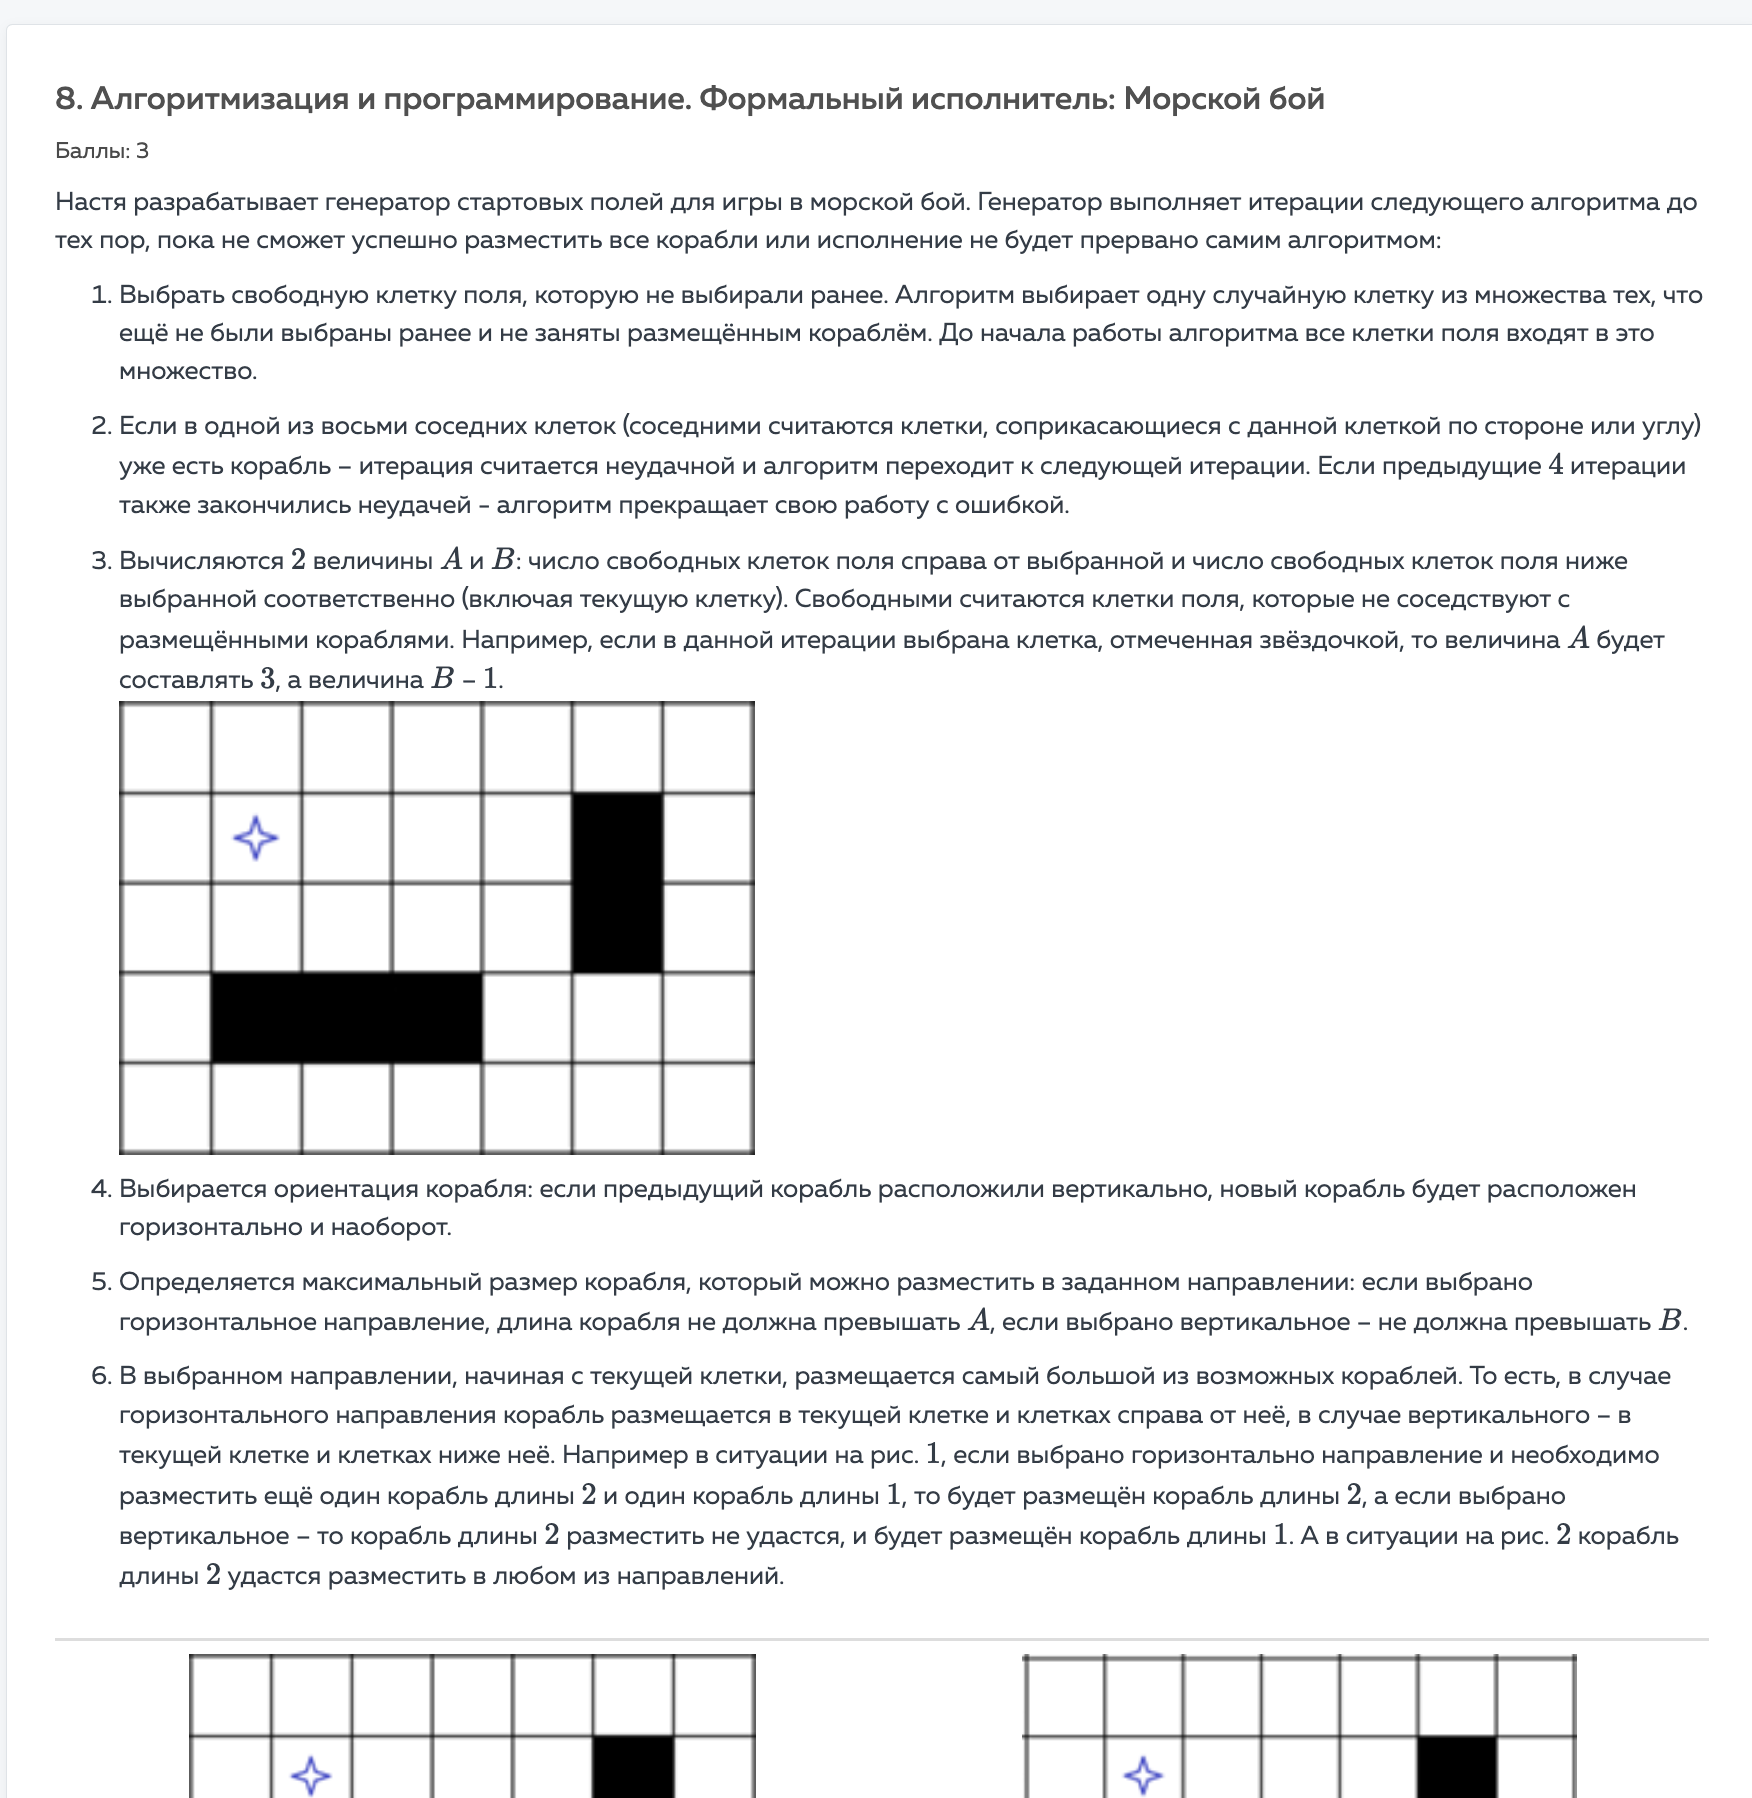 8. Алгоритмизация и программирование. Формальный исполнитель: Морской бой
Баллы: 3
Настя разрабатывает генератор стартовых полей для игры в морской бой. Генератор выполняет итерации следующего алгоритма до
тех пор, пока не сможет успешно разместить все корабли или исполнение не будет прервано самим алгоритмом:
1. Выбрать свободную клетку поля, которую не выбирали ранее. Алгоритм выбирает одну случайную клетку из множества тех, что
ещё не были выбраны ранее и не заняты размещённым кораблём. До начала работы алгоритма все клетки поля входят в это
множество.
2. Если в одной из восьми соседних клеток (соседними считаются клетки, соприкасающиеся с данной клеткой по стороне или углу)
уже есть корабль – итерация считается неудачной и алгоритм переходит к следующей итерации. Если предыдущие 4 итерации
также закончились неудачей - алгоритм прекращает свою работу с ошибкой.
3. Вычисляются 2 величины A и B: число свободных клеток поля справа от выбранной и число свободных клеток поля ниже
выбранной соответственно (включая текущую клетку). Свободными считаются клетки поля, которые не соседствуют с
размещёнными кораблями. Например, если в данной итерации выбрана клетка, отмеченная звёздочкой, то величина A будет
составлять 3, а величина B – 1.
4. Выбирается ориентация корабля: если предыдущий корабль расположили вертикально, новый корабль будет расположен
горизонтально и наоборот.
5. Определяется максимальный размер корабля, который можно разместить в заданном направлении: если выбрано
горизонтальное направление, длина корабля не должна превышать A, если выбрано вертикальное – не должна превышать B.
6. В выбранном направлении, начиная с текущей клетки, размещается самый большой из возможных кораблей. То есть, в случае
горизонтального направления корабль размещается в текущей клетке и клетках справа от неё, в случае вертикального – в
текущей клетке и клетках ниже неё. Например в ситуации на рис. 1, если выбрано горизонтально направление и необходимо
разместить ещё один корабль длины 2 и один корабль длины 1, то будет размещён корабль длины 2, а если выбрано
вертикальное – то корабль длины 2 разместить не удастся, и будет размещён корабль длины 1. А в ситуации на рис. 2 корабль
длины 2 удастся разместить в любом из направлений.